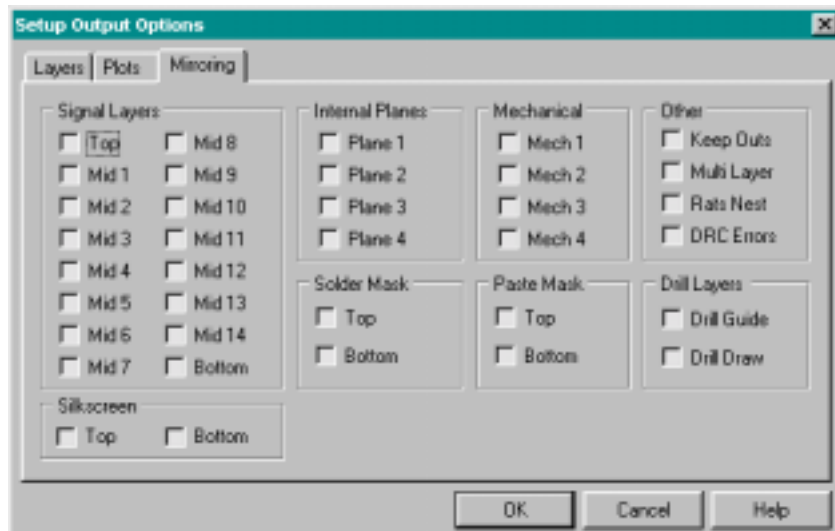 Setup Output Options
Layers Plots Mirroring
Signal Layers
Top Mid 8
Mid 1 Mid 9
Mid 2 Mid 10
Mid 3 Mid 11
Mid 4 Mid 12
Mid 5 Mid 13
Mid 6 Mid 14
Mid 7 Bottom
Internal Planes
Plane 1
Plane 2
Plane 3
Plane 4
Mechanical
Mech 1
Mech 2
Mech 3
Mech 4
Other
Keep Outs
Multi Layer
Rats Nest
DRC Errors
Solder Mask
Top
Bottom
Paste Mask
Top
Bottom
Drill Layers
Drill Guide
Drill Draw
Silkscreen
Top Bottom
OK Cancel Help